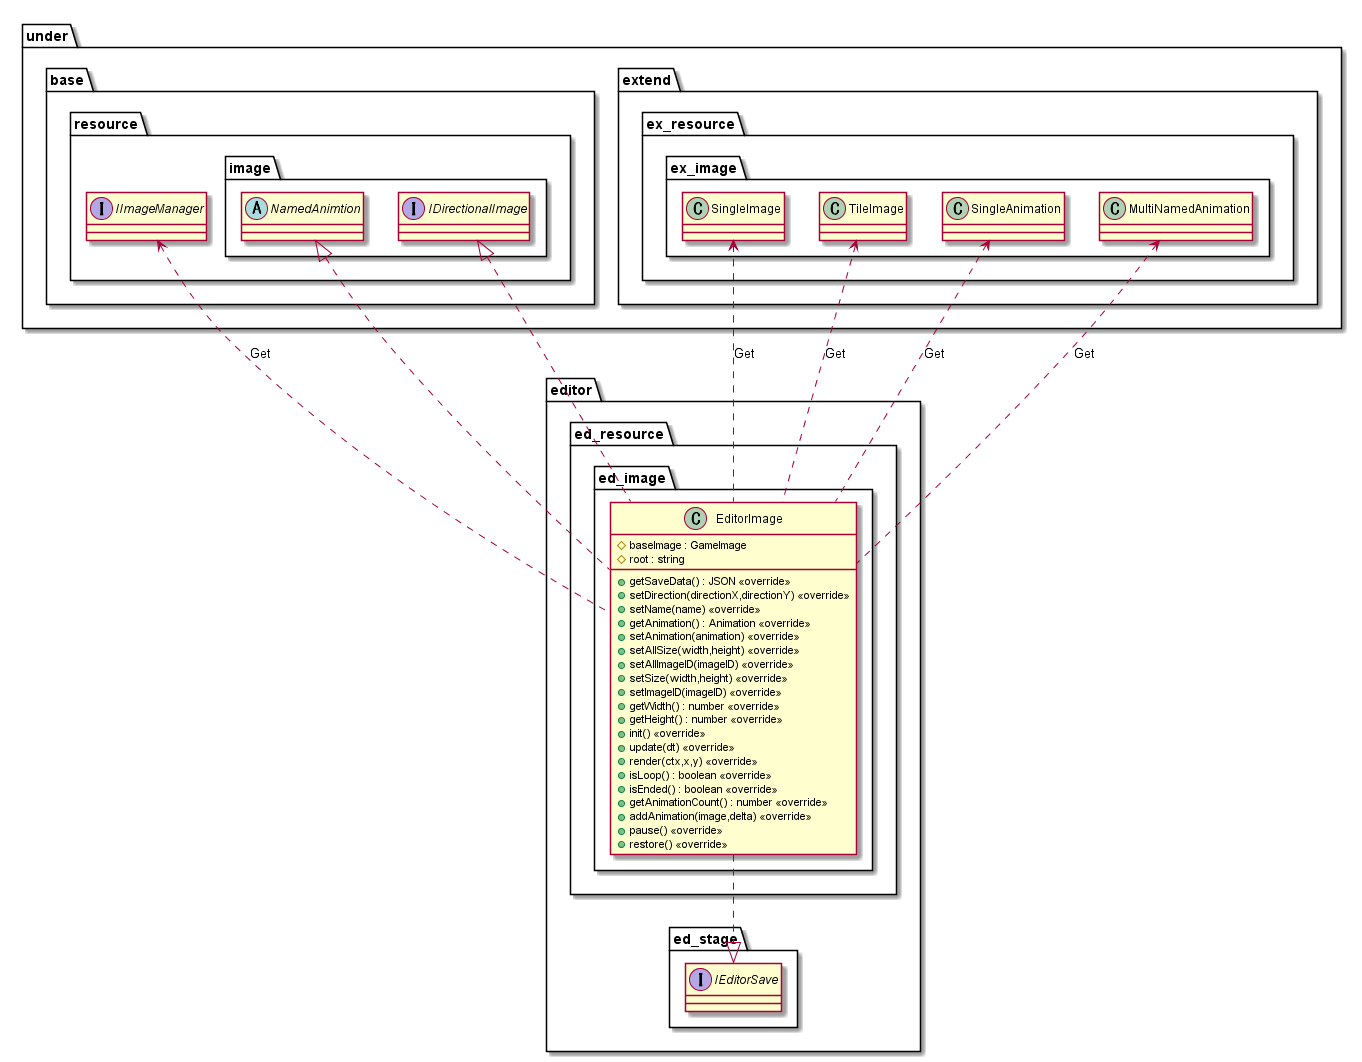 under
base
extend
resource
ex_resource
image
ex_image
I IImageManager
A NamedAnimtion
I IDirectionalImage
C SingleImage
C TileImage
C SingleAnimation
C MultiNamedAnimation
Get
Get
Get
Get
Get
editor
ed_resource
ed_image
C EditorImage
baseImage : GameImage
root : string
getSaveData() : JSON «override»
setDirection(directionX,directionY) «override»
setName(name) «override»
getAnimation() : Animation «override»
setAnimation(animation) «override»
setAllSize(width,height) «override»
setAllImageID(imageID) «override»
setSize(width,height) «override»
setImageID(imageID) «override»
getWidth() : number «override»
getHeight() : number «override»
init() «override»
update(dt) «override»
render(ctx,x,y) «override»
isLoop() : boolean «override»
isEnded() : boolean «override»
getAnimationCount() : number «override»
addAnimation(image,delta) «override»
pause() «override»
restore() «override»
ed_stage
I IEditorSave